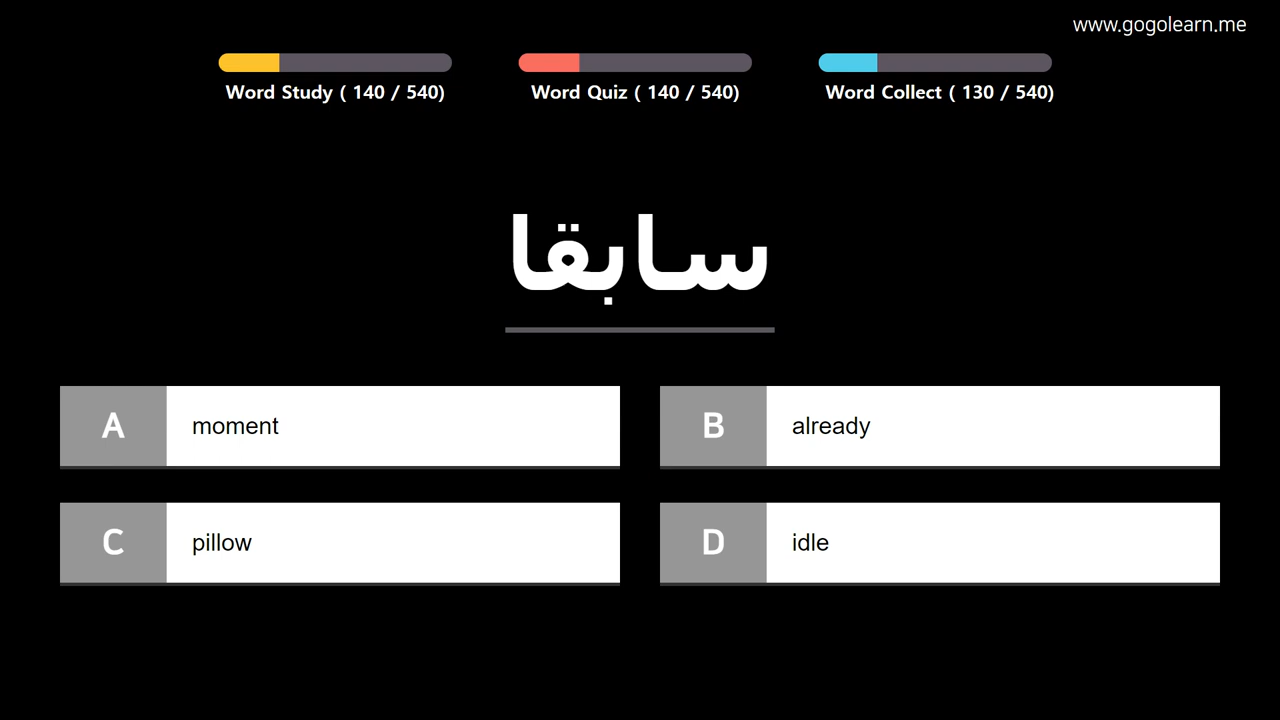 www.gogolearn.me
Word Study ( 140 / 540)
Word Quiz ( 140 / 540)
Word Collect ( 130 / 540)
سابقا
A moment
B already
C pillow
D idle